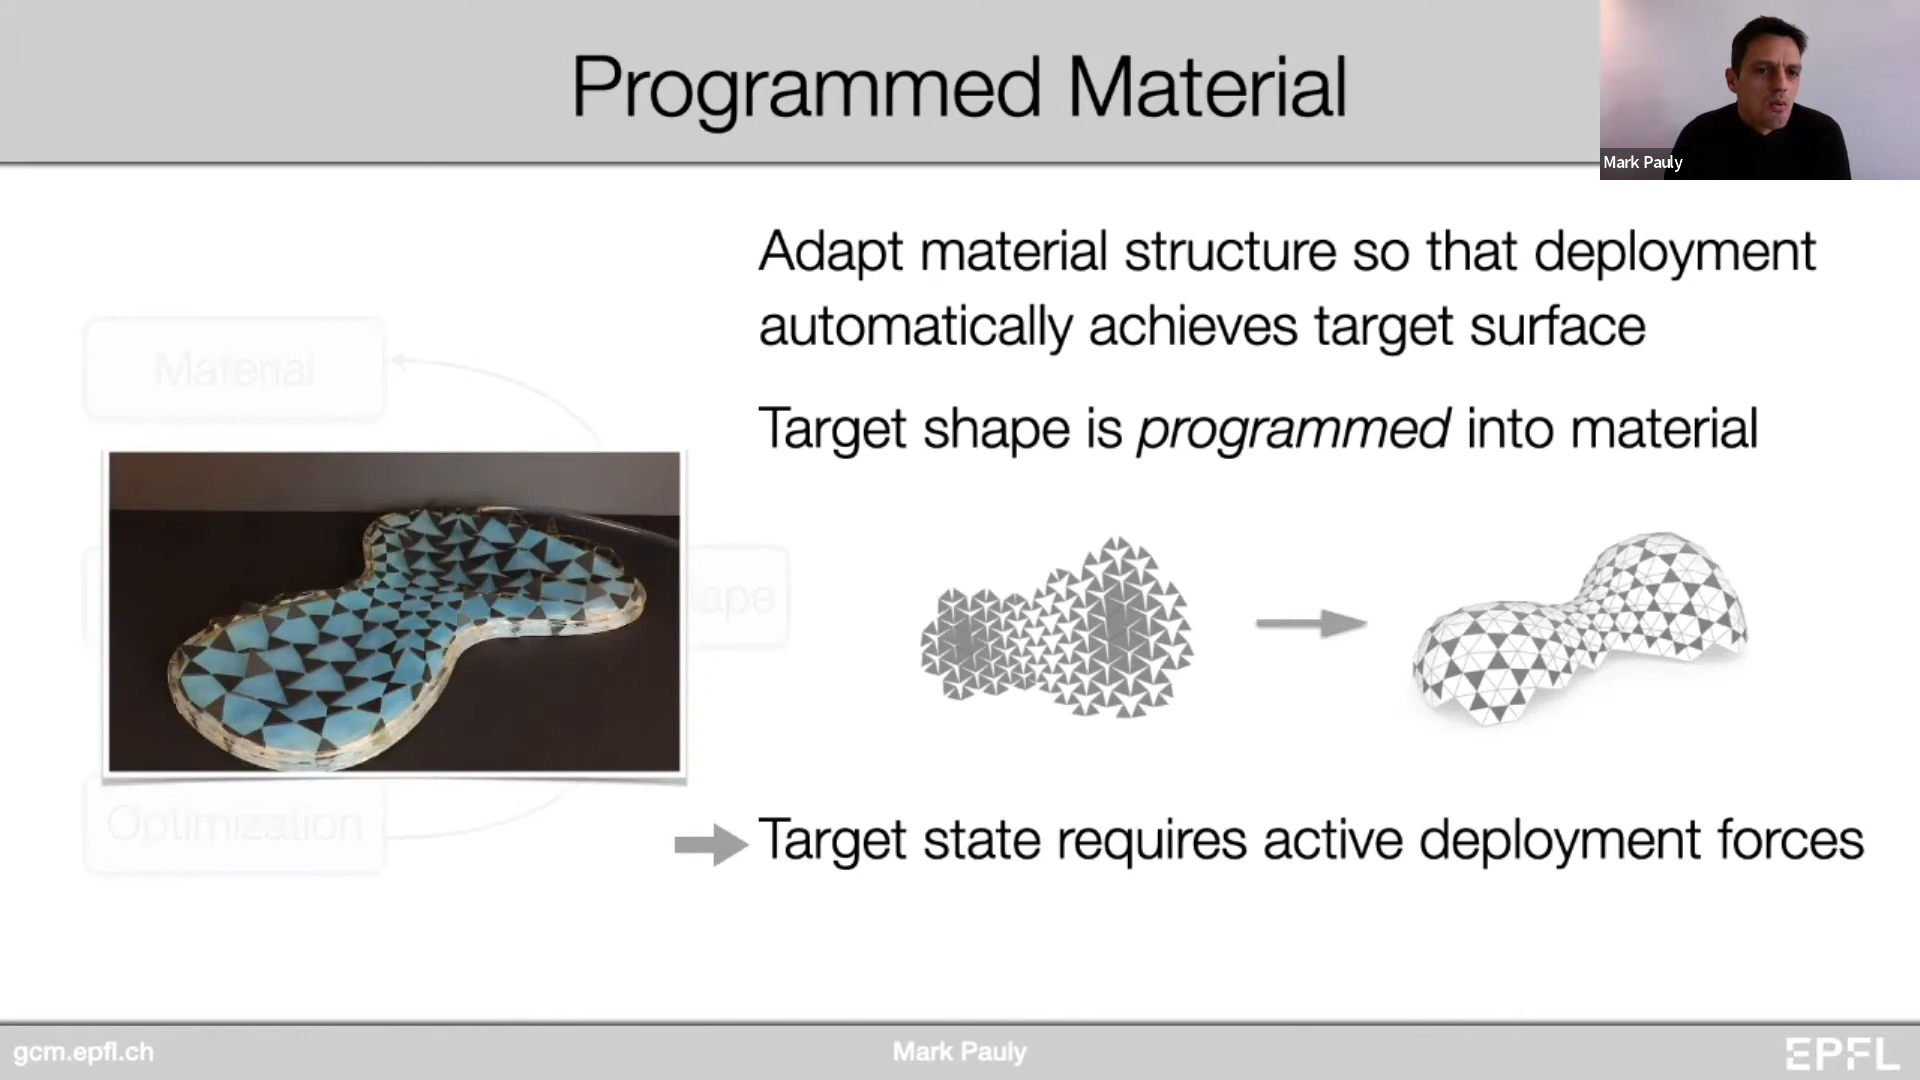 Programmed Material
Mark Pauly
Adapt material structure so that deployment
automatically achieves target surface
Material
Target shape is programmed into material
Optimization
Target state requires active deployment forces
gcm.epfl.ch
Mark Pauly
EPFL